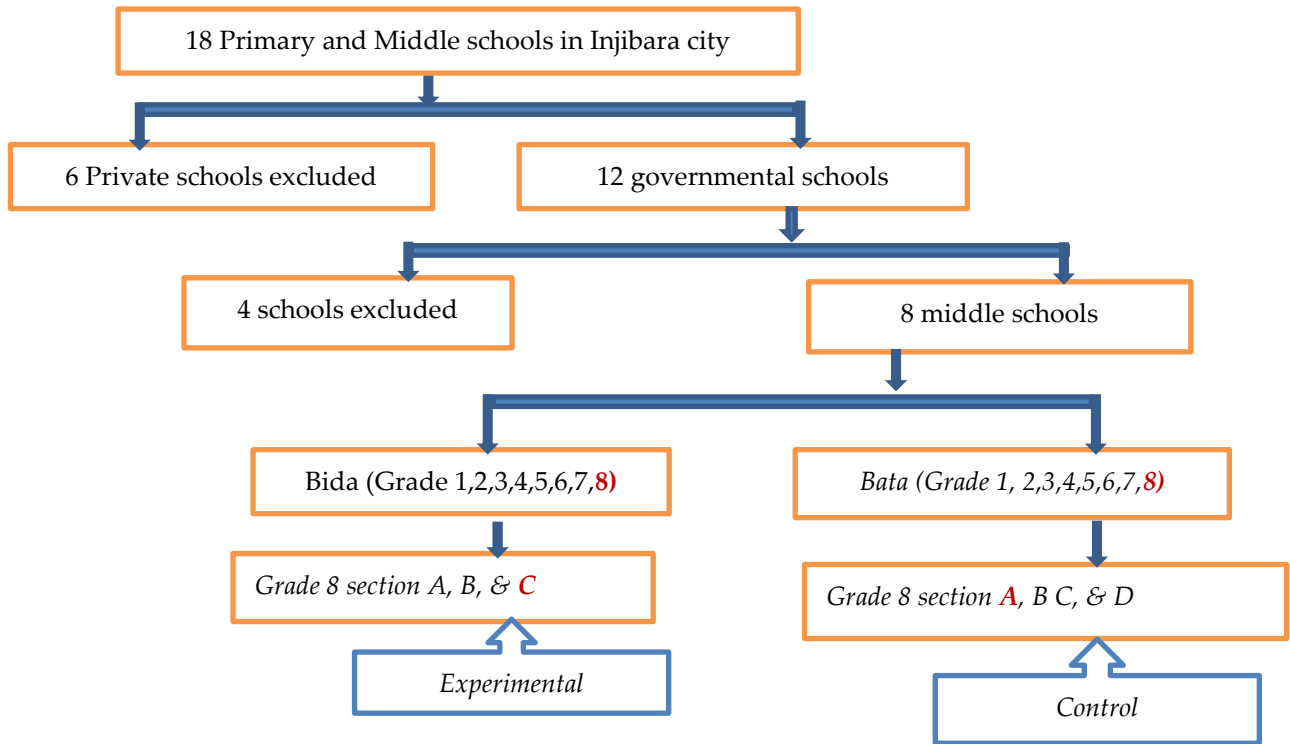 18 Primary and Middle schools in Injibara city
6 Private schools excluded
12 governmental schools
4 schools excluded
8 middle schools
Bida (Grade 1,2,3,4,5,6,7,8)
Bata (Grade 1, 2,3,4,5,6,7,8)
Grade 8 section A, B, & C
Grade 8 section A, B C, & D
Experimental
Control